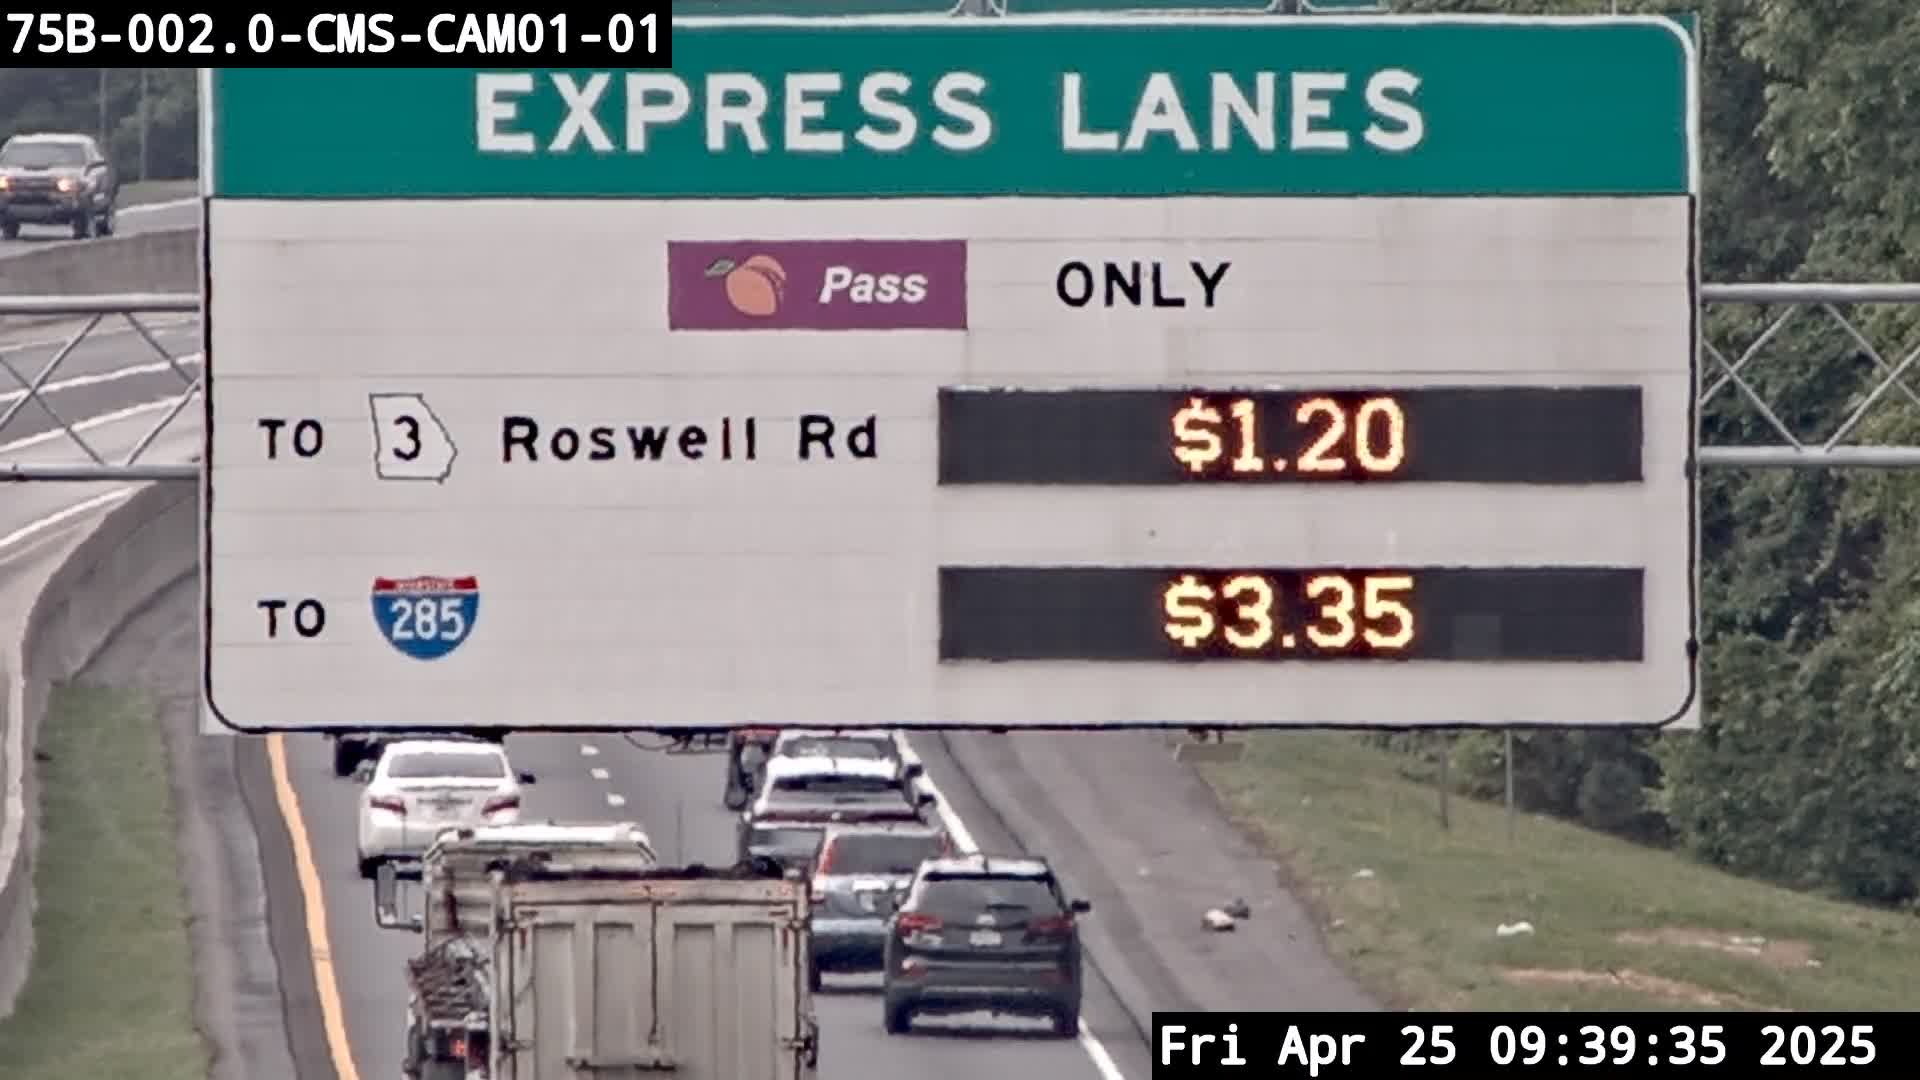 75B-002.0-CMS-CAM01-01
EXPRESS LANES
Pass ONLY
TO 3 Roswell Rd $1.20
INTERSTATE
TO 285 $3.35
Fri Apr 25 09:39:35 2025